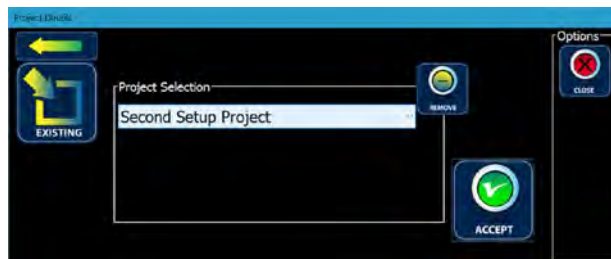 Project Details
Options
CLOSE
EXISTING
Project Selection
REMOVE
Second Setup Project
ACCEPT